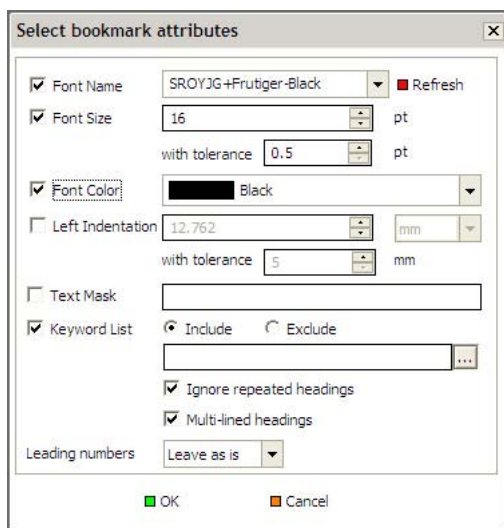 Select bookmark attributes
Font Name SROYJG+Frutiger-Black Refresh
Font Size 16 pt
with tolerance 0.5 pt
Font Color Black
Left Indentation 12.762 mm
with tolerance 5 mm
Text Mask
Keyword List Include Exclude
...
Ignore repeated headings
Multi-lined headings
Leading numbers Leave as is
OK Cancel